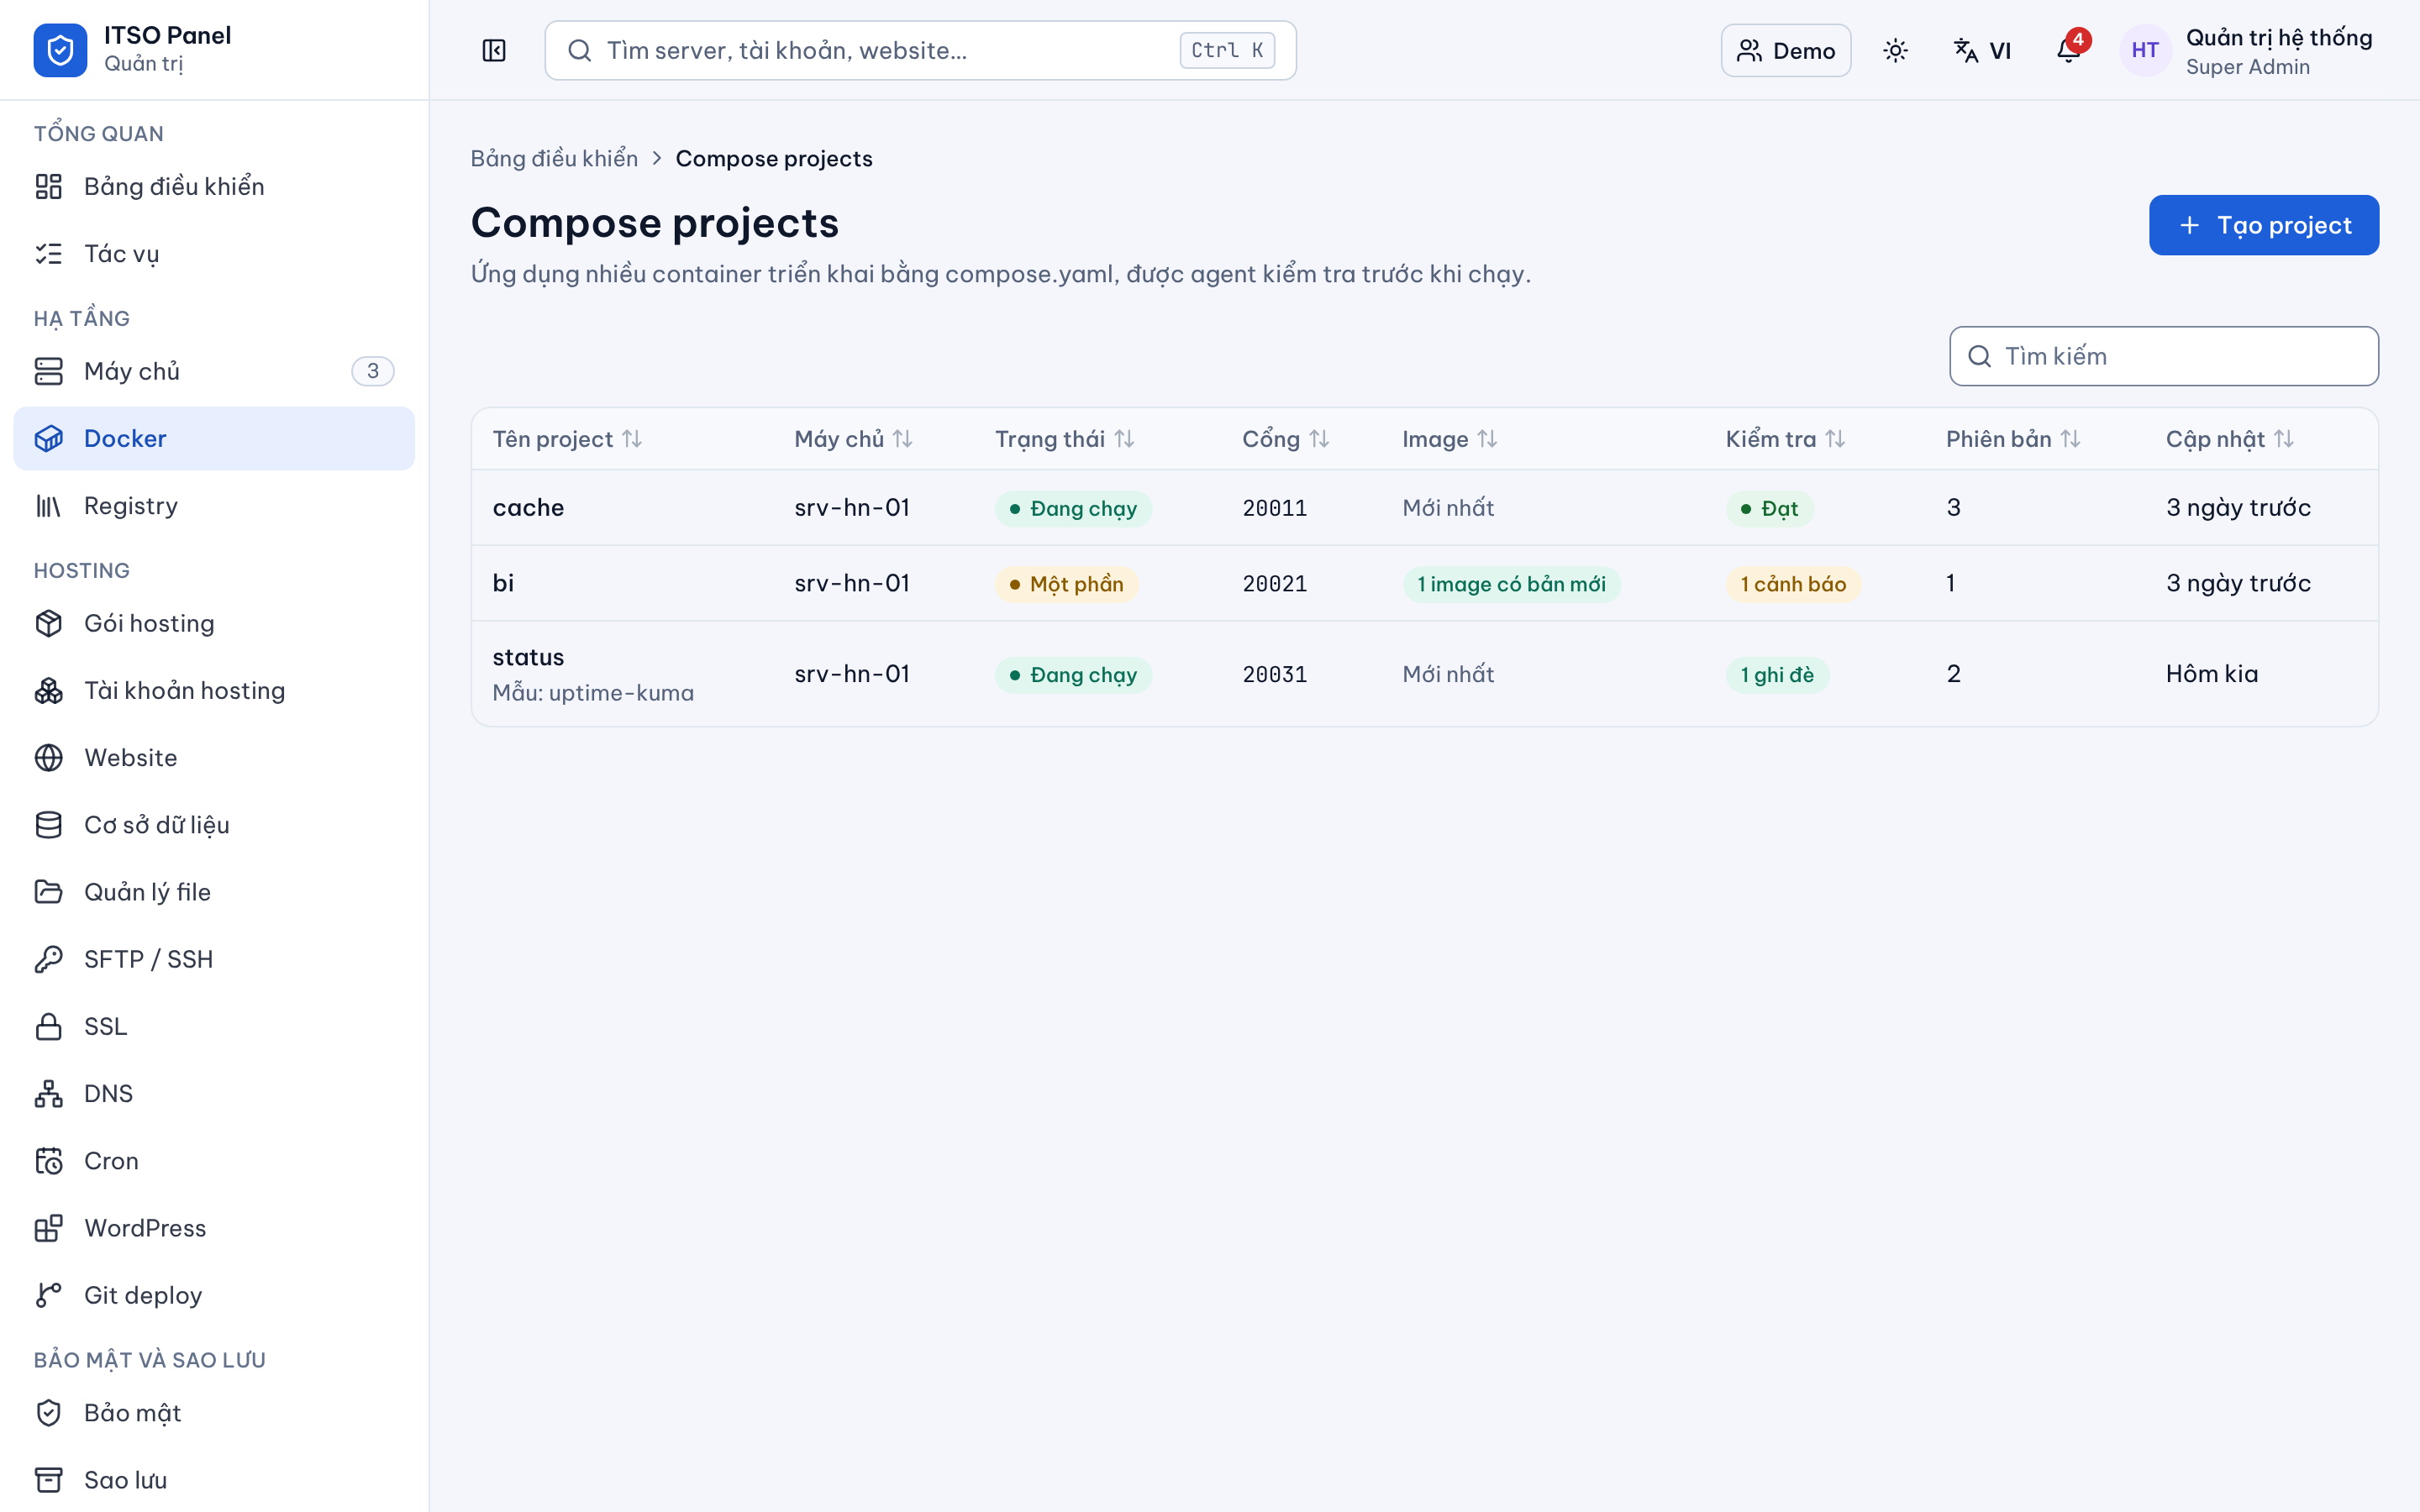 ITSO Panel
Quản trị
Tìm server, tài khoản, website...
Ctrl K
Demo
VI
4
HT
Quản trị hệ thống
Super Admin
TỔNG QUAN
Bảng điều khiển
Tác vụ
HẠ TẦNG
Máy chủ
3
Docker
Registry
HOSTING
Gói hosting
Tài khoản hosting
Website
Cơ sở dữ liệu
Quản lý file
SFTP / SSH
SSL
DNS
Cron
WordPress
Git deploy
BẢO MẬT VÀ SAO LƯU
Bảo mật
Sao lưu
Bảng điều khiển > Compose projects
Compose projects
Tạo project
Ứng dụng nhiều container triển khai bằng compose.yaml, được agent kiểm tra trước khi chạy.
Tìm kiếm
Tên project Máy chủ Trạng thái Cổng Image Kiểm tra Phiên bản Cập nhật
cache srv-hn-01 Đang chạy 20011 Mới nhất Đạt 3 3 ngày trước
bi srv-hn-01 Một phần 20021 1 image có bản mới 1 cảnh báo 1 3 ngày trước
status srv-hn-01 Đang chạy 20031 Mới nhất 1 ghi đè 2 Hôm kia
Mẫu: uptime-kuma